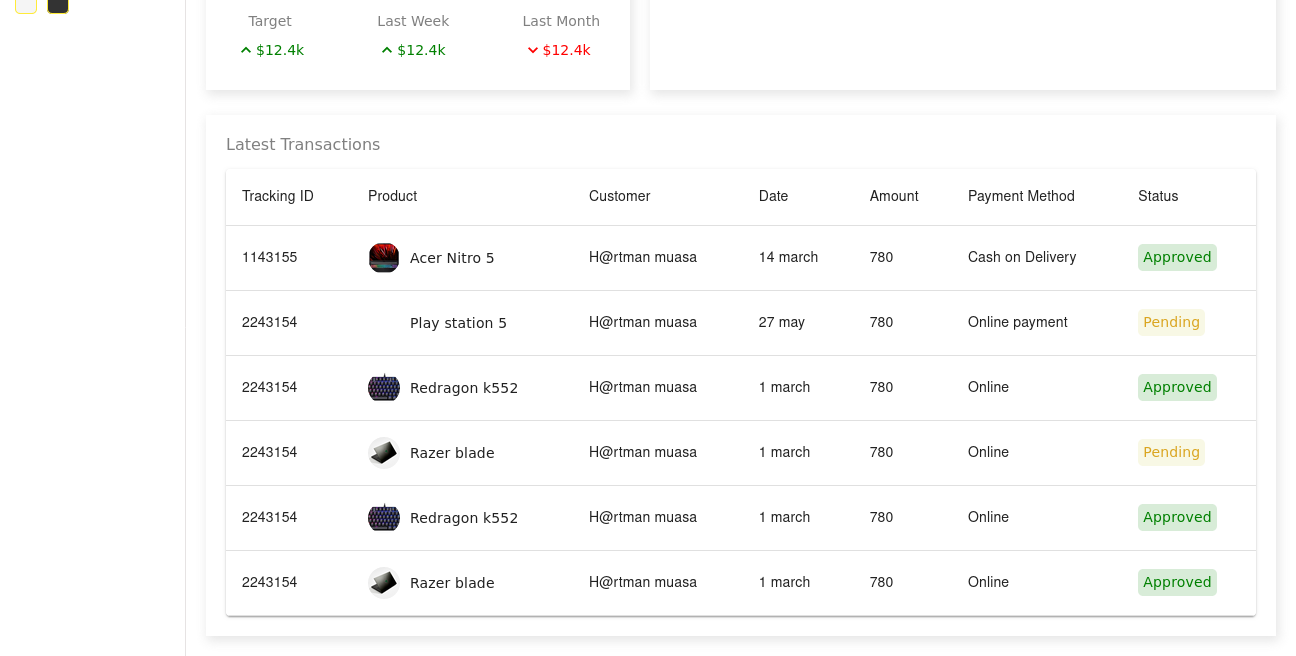 Target Last Week Last Month
$12.4k $12.4k $12.4k
Latest Transactions
Tracking ID Product Customer Date Amount Payment Method Status
1143155 Acer Nitro 5 H@rtman muasa 14 march 780 Cash on Delivery Approved
2243154 Play station 5 H@rtman muasa 27 may 780 Online payment Pending
2243154 Redragon k552 H@rtman muasa 1 march 780 Online Approved
2243154 Razer blade H@rtman muasa 1 march 780 Online Pending
2243154 Redragon k552 H@rtman muasa 1 march 780 Online Approved
2243154 Razer blade H@rtman muasa 1 march 780 Online Approved